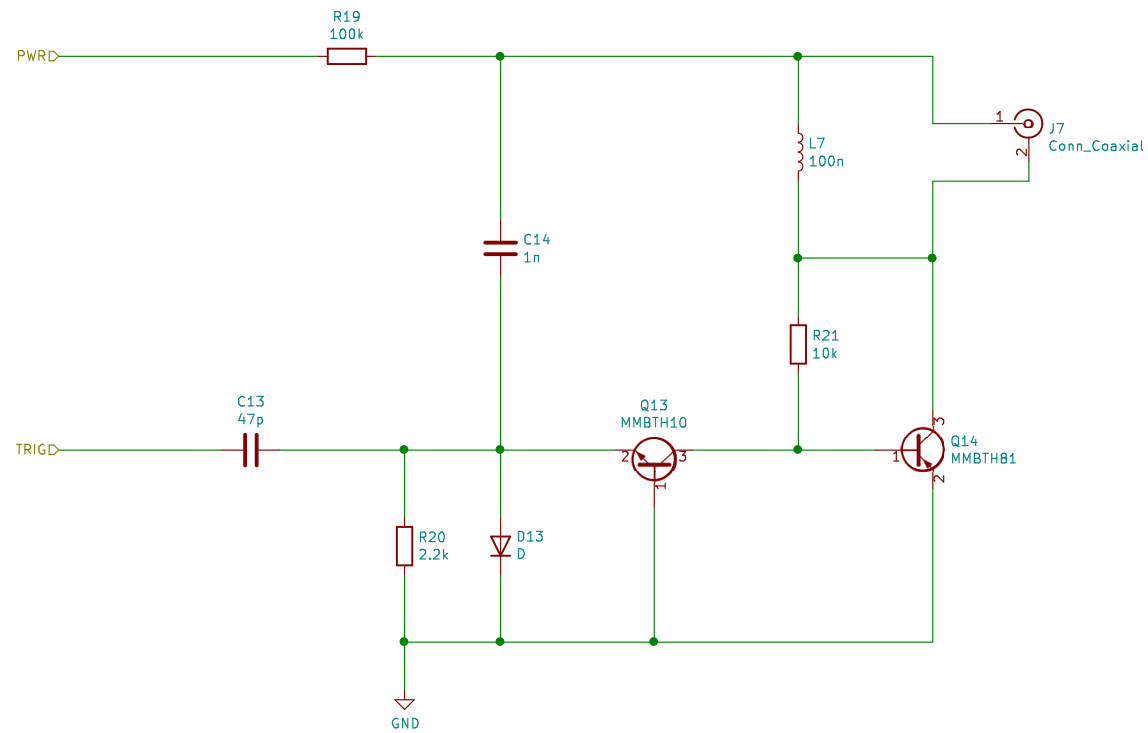 R19
100k
PWR
1
J7
2
Conn_Coaxial
L7
100n
C14
1n
R21
10k
C13
47p
Q13
MMBTH10
TRIG
2
3
1
3
Q14
1
MMBTH81
2
R20
2.2k
D13
D
GND